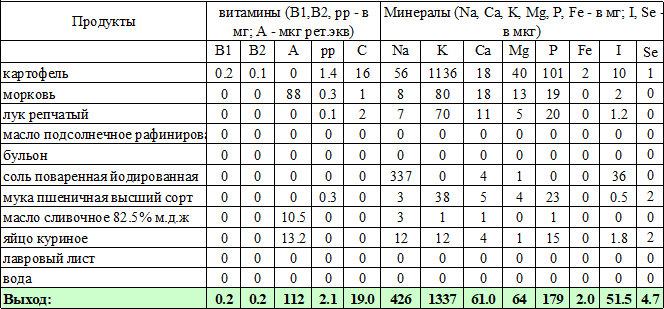 Продукты витамины (В1,В2, рр - в мг; А - мкг рет.экв) Минералы (Na, Ca, K, Mg, P, Fe - в мг; I, Se - в мкг)
В1 В2 А рр С Na K Ca Mg P Fe I Se
картофель 0.2 0.1 0 1.4 16 56 1136 18 40 101 2 10 1
морковь 0 0 88 0.3 1 8 80 18 13 19 0 2 0
лук репчатый 0 0 0 0.1 2 7 70 11 5 20 0 1.2 0
масло подсолнечное рафинирова 0 0 0 0 0 0 0 0 0 0 0 0 0
бульон 0 0 0 0 0 0 0 0 0 0 0 0 0
соль поваренная йодированная 0 0 0 0 0 337 0 4 1 0 0 36 0
мука пшеничная высший сорт 0 0 0 0.3 0 3 38 5 4 23 0 0.5 2
масло сливочное 82.5% м.д.ж 0 0 10.5 0 0 3 1 1 0 1 0 0 0
яйцо куриное 0 0 13.2 0 0 12 12 4 1 15 0 1.8 2
лавровый лист 0 0 0 0 0 0 0 0 0 0 0 0 0
вода 0 0 0 0 0 0 0 0 0 0 0 0 0
Выход: 0.2 0.2 112 2.1 19.0 426 1337 61.0 64 179 2.0 51.5 4.7